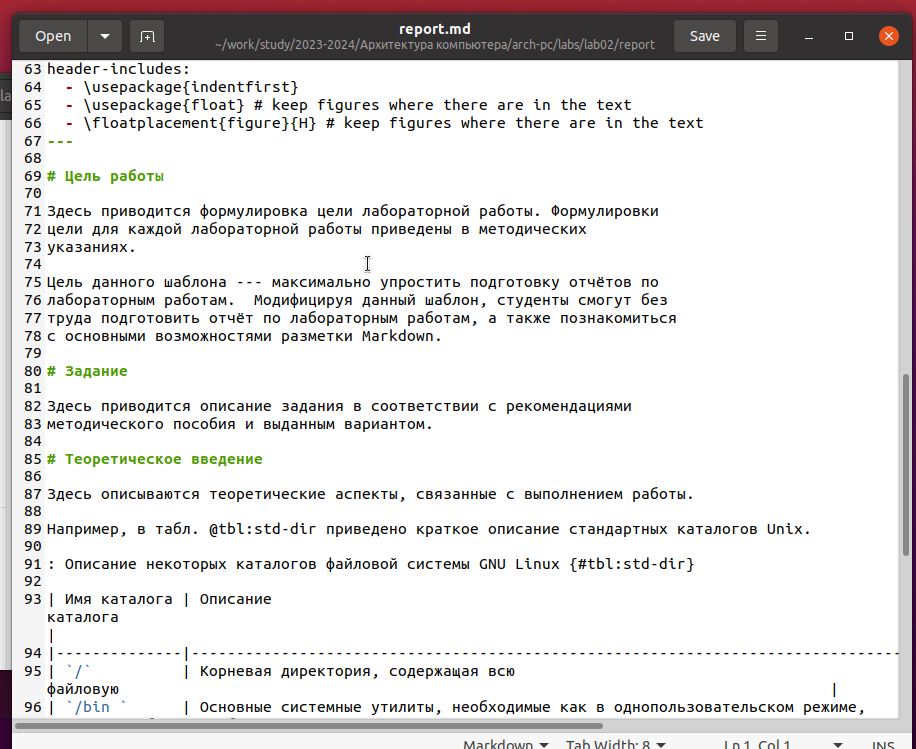 Open
report.md
~/work/study/2023-2024/Архитектура компьютера/arch-pc/labs/lab02/report
Save
la
63 header-includes:
64   - \usepackage{indentfirst}
65   - \usepackage{float} # keep figures where there are in the text
66   - \floatplacement{figure}{H} # keep figures where there are in the text
67 ---
68
69 # Цель работы
70
71 Здесь приводится формулировка цели лабораторной работы. Формулировки
72 цели для каждой лабораторной работы приведены в методических
73 указаниях.
74
75 Цель данного шаблона --- максимально упростить подготовку отчётов по
76 лабораторным работам.  Модифицируя данный шаблон, студенты смогут без
77 труда подготовить отчёт по лабораторным работам, а также познакомиться
78 с основными возможностями разметки Markdown.
79
80 # Задание
81
82 Здесь приводится описание задания в соответствии с рекомендациями
83 методического пособия и выданным вариантом.
84
85 # Теоретическое введение
86
87 Здесь описываются теоретические аспекты, связанные с выполнением работы.
88
89 Например, в табл. @tbl:std-dir приведено краткое описание стандартных каталогов Unix.
90
91 : Описание некоторых каталогов файловой системы GNU Linux {#tbl:std-dir}
92
93 | Имя каталога | Описание
каталога
|
94 |--------------|-------------------------------------------------------------------------------
95 | `/`          | Корневая директория, содержащая всю
файловую |
96 | `/bin `      | Основные системные утилиты, необходимые как в однопользовательском режиме,
Markdown
Tab Width: 8
Ln 1, Col 1
INS